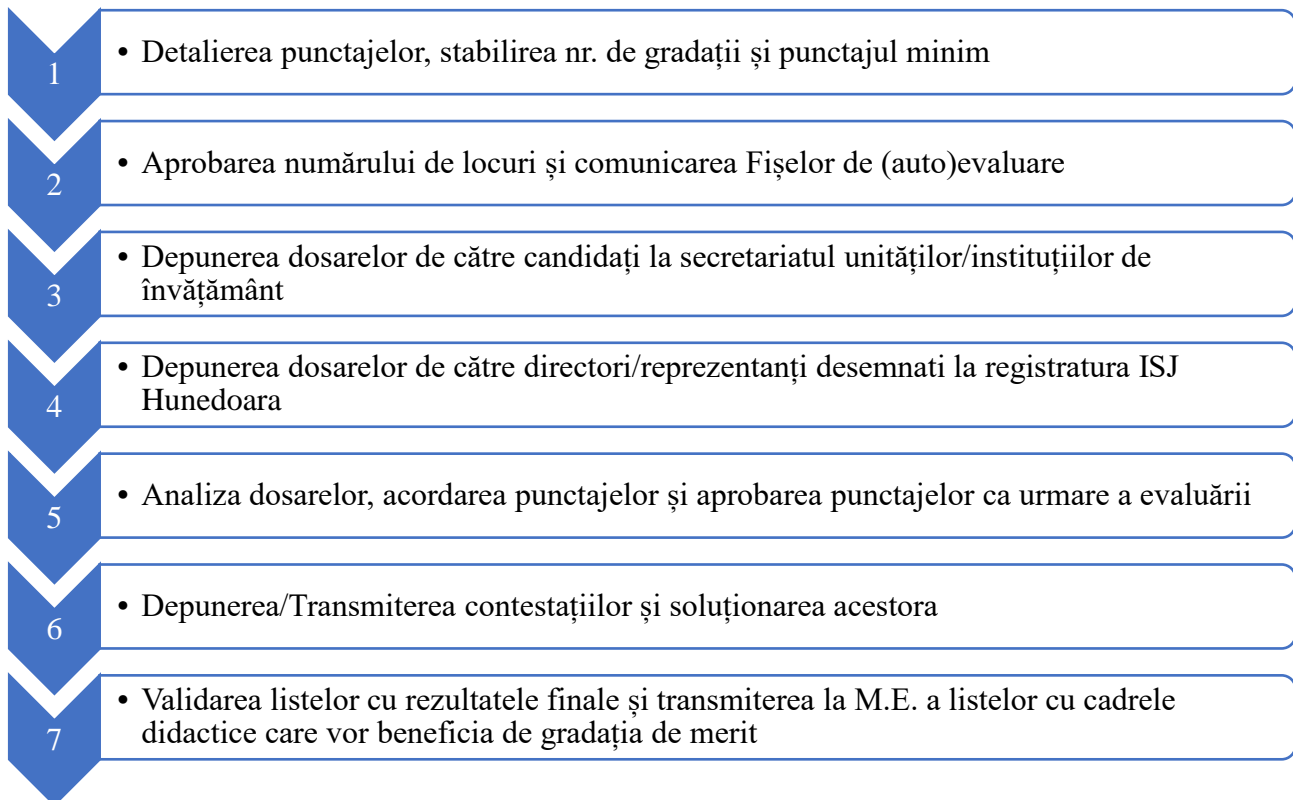 1
• Detalierea punctajelor, stabilirea nr. de gradații și punctajul minim
2
• Aprobarea numărului de locuri și comunicarea Fișelor de (auto)evaluare
3
• Depunerea dosarelor de către candidați la secretariatul unităților/instituțiilor de
învățământ
4
• Depunerea dosarelor de către directori/reprezentanți desemnati la registratura ISJ
Hunedoara
5
• Analiza dosarelor, acordarea punctajelor și aprobarea punctajelor ca urmare a evaluării
6
• Depunerea/Transmiterea contestațiilor și soluționarea acestora
7
• Validarea listelor cu rezultatele finale și transmiterea la M.E. a listelor cu cadrele
didactice care vor beneficia de gradația de merit